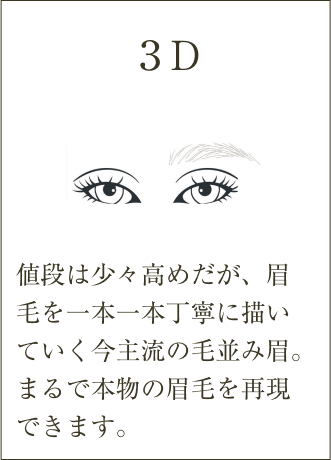 ３Ｄ
値段は少々高めだが、眉
毛を一本一本丁寧に描い
ていく今主流の毛並み眉。
まるで本物の眉毛を再現
できます。